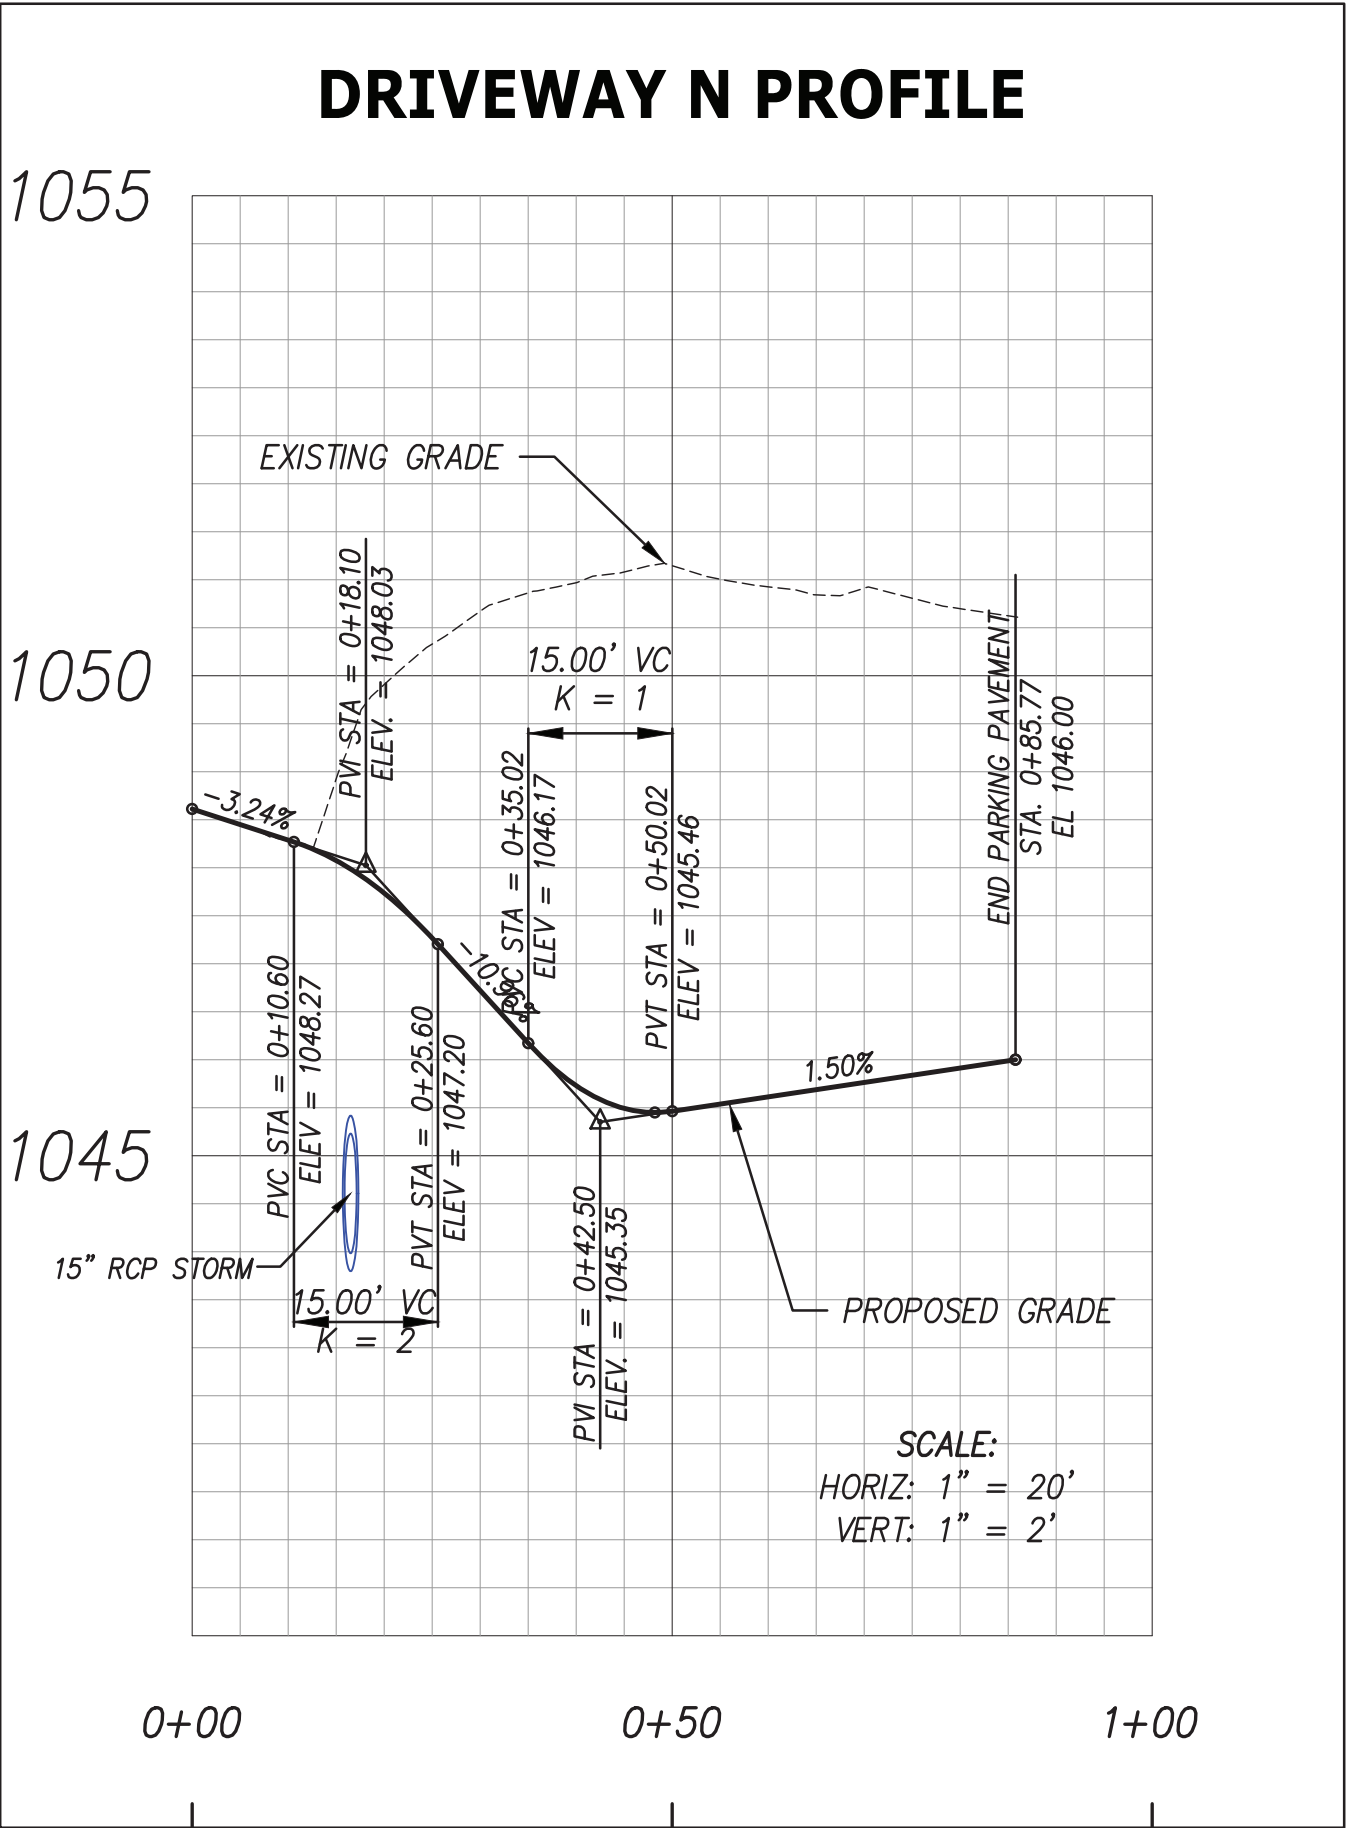 DRIVEWAY N PROFILE
1055
EXISTING GRADE
PVI STA = 0+18.10
ELEV. = 1048.03
1050
15.00' VC
K = 1
END PARKING PAVEMENT
STA. 0+85.77
EL 1046.00
-3.24%
-10.96%
PVC STA = 0+35.02
ELEV = 1046.17
PVT STA = 0+50.02
ELEV = 1045.46
PVC STA = 0+10.60
ELEV = 1048.27
PVT STA = 0+25.60
ELEV = 1047.20
1.50%
1045
PVI STA = 0+42.50
ELEV. = 1045.35
15" RCP STORM
15.00' VC
K = 2
PROPOSED GRADE
SCALE:
HORIZ: 1" = 20'
VERT: 1" = 2'
0+00
0+50
1+00